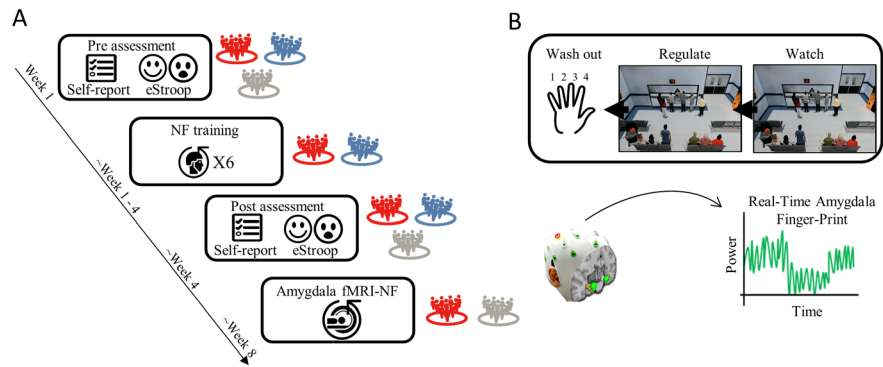 A
Pre assessment
Self-report eStroop
Week 1
NF training
X6
~Week 1 - 4
Post assessment
Self-report eStroop
~Week 4
Amygdala fMRI-NF
~Week 8
B
Wash out Regulate Watch
1 2 3 4
Real-Time Amygdala
Finger-Print
Power
Time